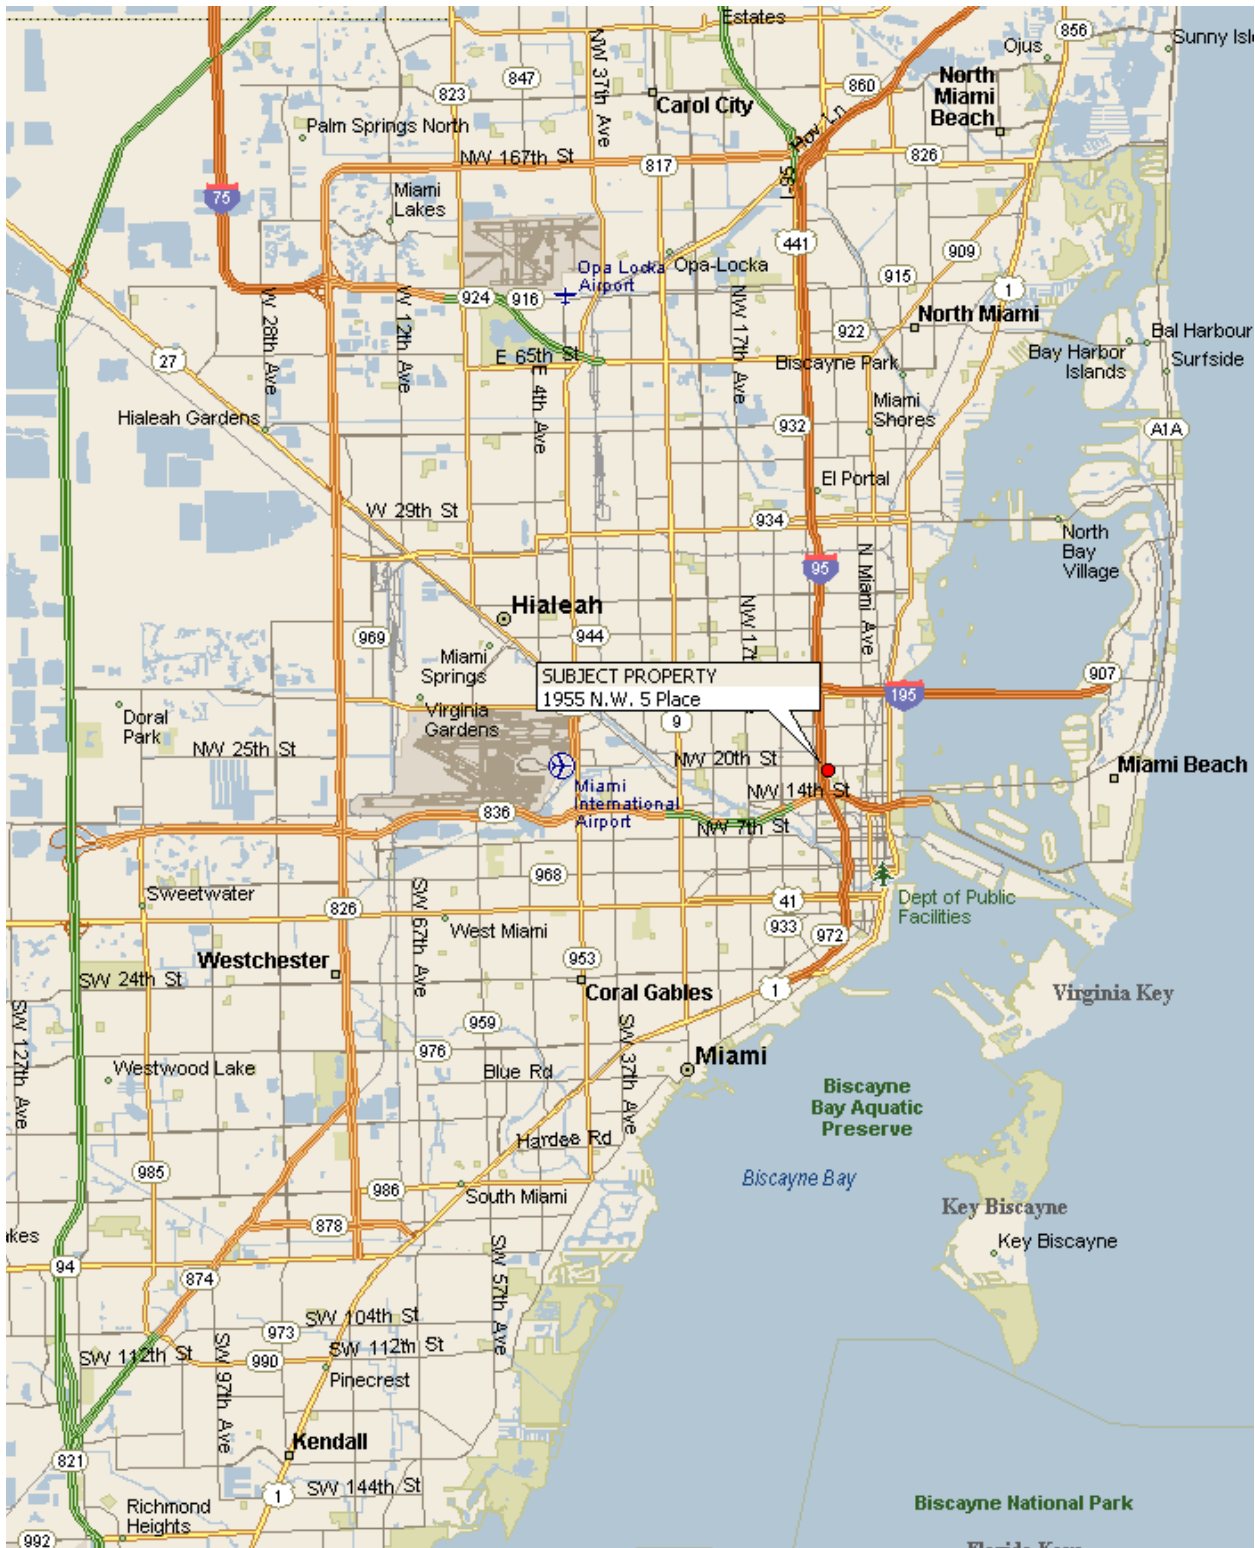 Estates
856
Sunny Isl
Ojus
847
823
860
North
Miami
Beach
NW 37th Ave
Carol City
Hov Ln
I-95
Palm Springs North
NW 167th St
817
826
75
Miami
Lakes
441
909
Opa Locka
Airport
Opa-Locka
915
1
924
916
W 28th Ave
W 12th Ave
NW 17th Ave
922
North Miami
Bal Harbour
Bay Harbor
Islands
Surfside
27
E 65th St
E 4th Ave
Biscayne Park
Miami
Shores
Hialeah Gardens
932
A1A
El Portal
W 29th St
934
North
Bay
Village
95
N Miami Ave
Hialeah
NW 17t
969
944
Miami
Springs
SUBJECT PROPERTY
1955 N.W. 5 Place
907
195
Virginia
Gardens
9
Doral
Park
NW 25th St
NW 20th St
Miami Beach
Miami
International
Airport
NW 14th St
836
NW 7th St
968
Sweetwater
Dept of Public
Facilities
41
826
SW 67th Ave
West Miami
933
972
Westchester
953
SW 24th St
Coral Gables
1
Virginia Key
SW 127th Ave
959
SW 37th Ave
976
Miami
Westwood Lake
Blue Rd
Biscayne
Bay Aquatic
Preserve
Hardee Rd
985
986
South Miami
Biscayne Bay
Key Biscayne
878
akes
Key Biscayne
94
874
SW 57th Ave
SW 104th St
973
SW 112th St
SW 112th St
990
SW 97th Ave
Pinecrest
Kendall
821
SW 144th St
1
Richmond
Heights
Biscayne National Park
992
Florida Keys